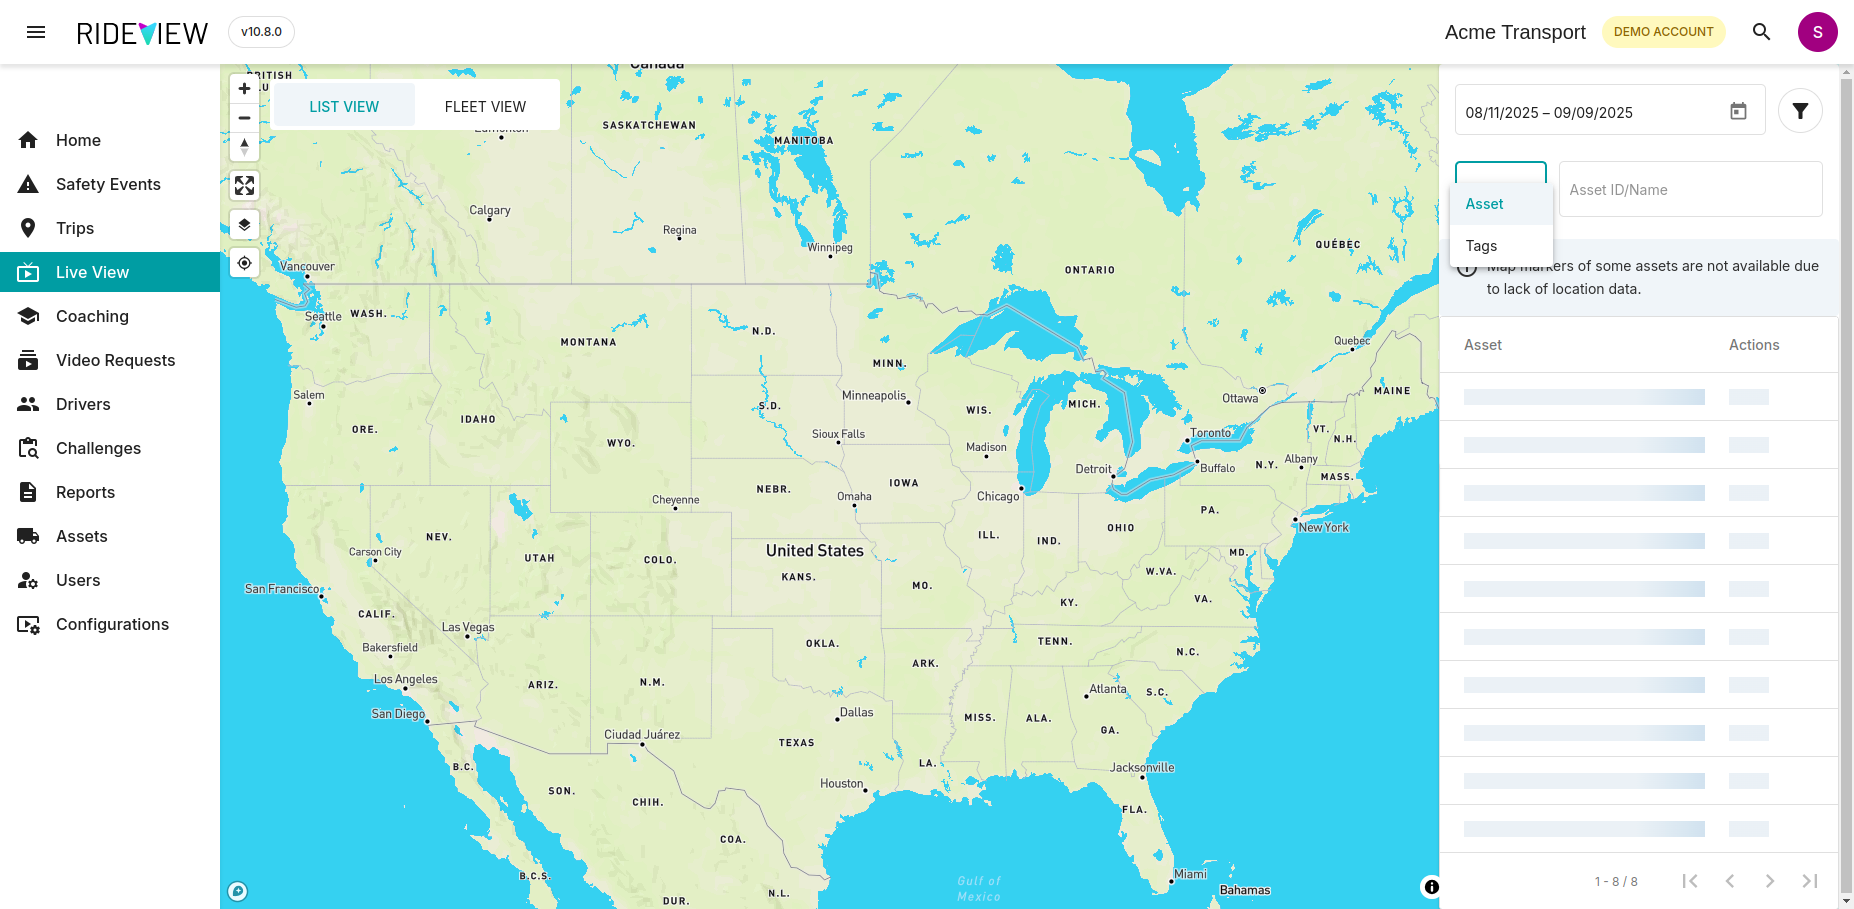 RIDEVIEW
v10.8.0
Acme Transport
DEMO ACCOUNT
S
Home
Safety Events
Trips
Live View
Coaching
Video Requests
Drivers
Challenges
Reports
Assets
Users
Configurations
LIST VIEW
FLEET VIEW
Canada
BRITISH
SASKATCHEWAN
MANITOBA
Calgary
Regina
Winnipeg
QUÉBEC
ONTARIO
Vancouver
Seattle
WASH.
N.D.
MONTANA
MINN.
Quebec
Salem
Minneapolis
S.D.
WIS.
MICH.
Ottawa
MAINE
IDAHO
ORE.
WYO.
Sioux Falls
Madison
Toronto
VT.
N.H.
Detroit
Buffalo
N.Y.
Albany
MASS.
Cheyenne
NEBR.
Omaha
IOWA
Chicago
PA.
New York
NEV.
Carson City
UTAH
COLO.
United States
KANS.
ILL.
IND.
OHIO
MD.
W.VA.
VA.
MO.
KY.
San Francisco
CALIF.
Las Vegas
Bakersfield
OKLA.
TENN.
N.C.
ARK.
Los Angeles
ARIZ.
N.M.
Atlanta
S.C.
San Diego
Dallas
MISS.
ALA.
GA.
Ciudad Juárez
TEXAS
LA.
Jacksonville
B.C.
Houston
SON.
CHIH.
FLA.
COA.
B.C.S.
Gulf of
Mexico
Miami
Bahamas
N.L.
DUR.
08/11/2025 – 09/09/2025
Asset ID/Name
Asset
Tags
Map markers of some assets are not available due
to lack of location data.
Asset
Actions
1 - 8 / 8